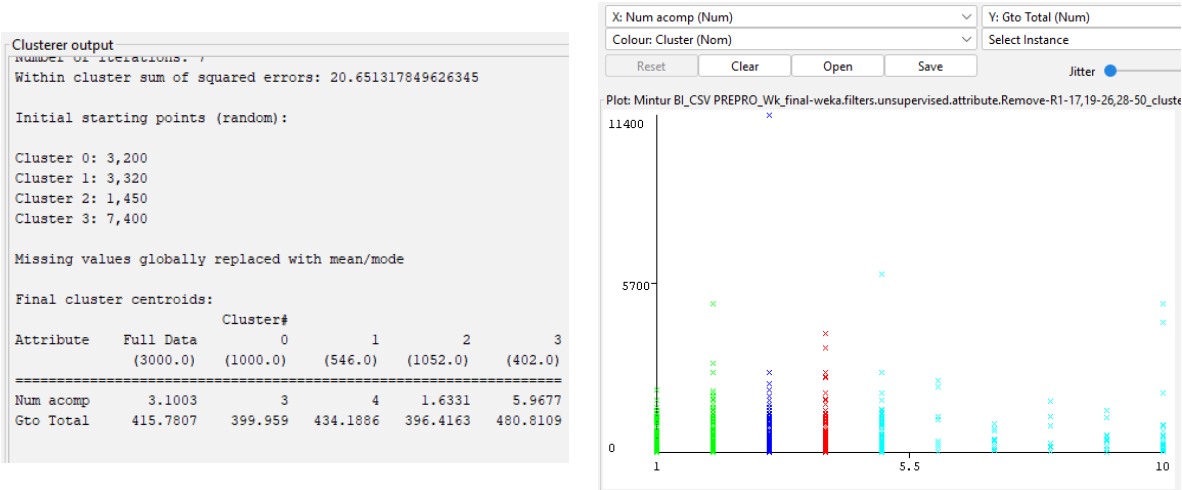 Clusterer output
Number of iterations: 7
Within cluster sum of squared errors: 20.651317849626345
Initial starting points (random):
Cluster 0: 3,200
Cluster 1: 3,320
Cluster 2: 1,450
Cluster 3: 7,400
Missing values globally replaced with mean/mode
Final cluster centroids:
Cluster#
Attribute Full Data 0 1 2 3
(3000.0) (1000.0) (546.0) (1052.0) (402.0)
Num acomp 3.1003 3 4 1.6331 5.9677
Gto Total 415.7807 399.959 434.1886 396.4163 480.8109
X: Num acomp (Num) Y: Gto Total (Num)
Colour: Cluster (Nom) Select Instance
Reset Clear Open Save Jitter
Plot: Mintur BI_CSV PREPRO_Wk_final-weka.filters.unsupervised.attribute.Remove-R1-17,19-26,28-50_cluste
11400
5700
0
1 5.5 10